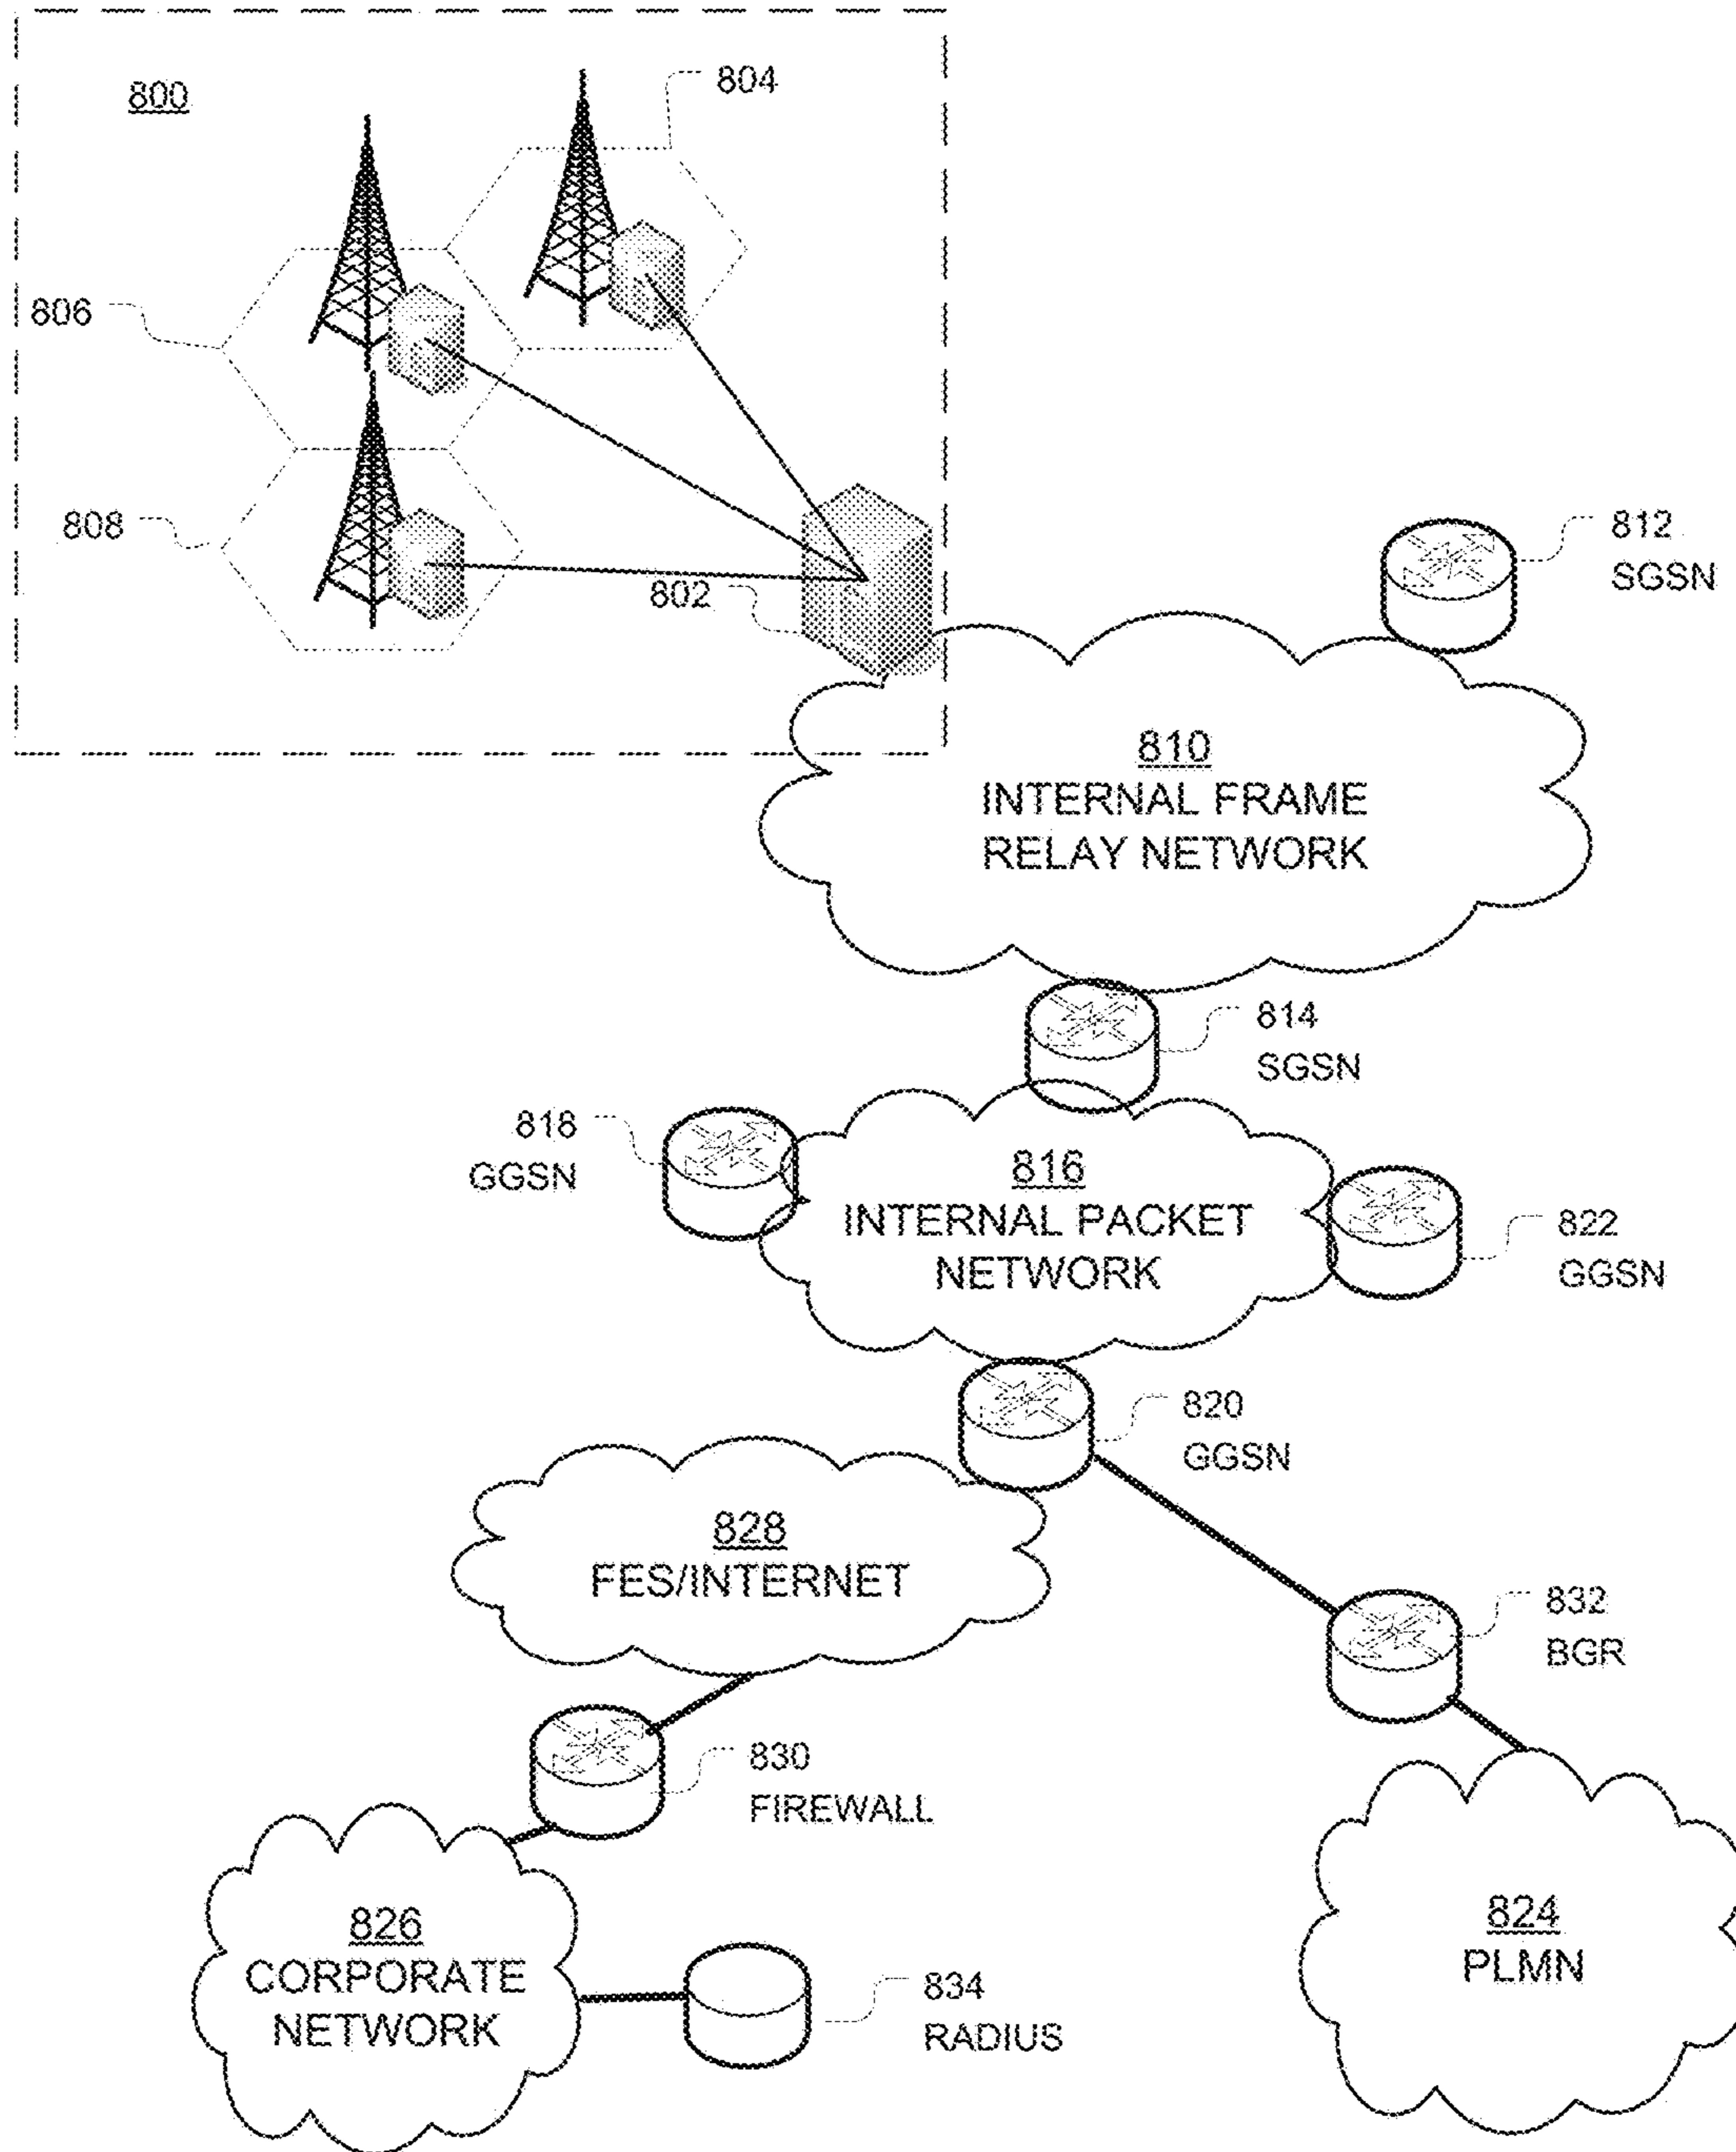 800
804
806
808
802
812
SGSN
810
INTERNAL FRAME
RELAY NETWORK
814
SGSN
818
GGSN
816
INTERNAL PACKET
NETWORK
822
GGSN
820
GGSN
828
FES/INTERNET
832
BGR
830
FIREWALL
826
CORPORATE
NETWORK
824
PLMN
834
RADIUS